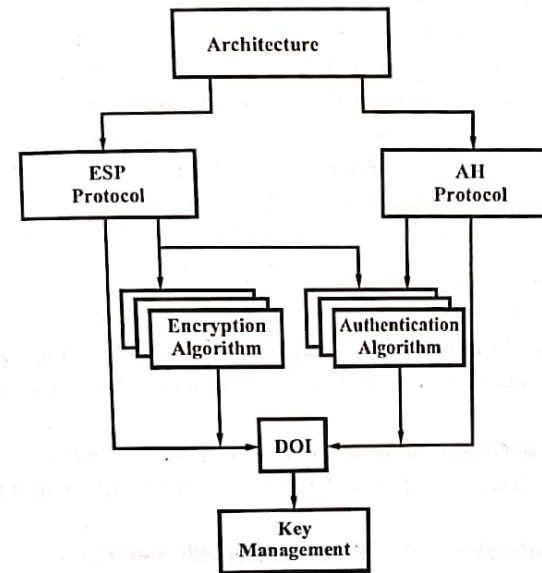 Architecture
ESP
Protocol
AH
Protocol
Encryption
Algorithm
Authentication
Algorithm
DOI
Key
Management